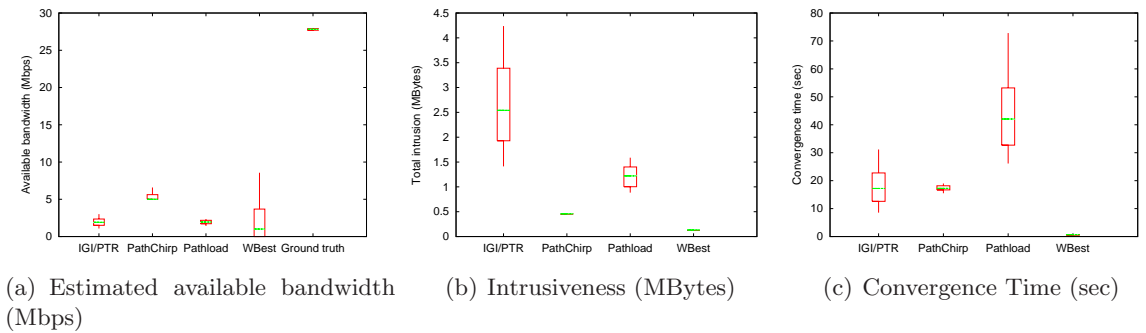 30
25
20
15
10
5
0
Available bandwidth (Mbps)
IGI/PTR PathChirp Pathload WBest Ground truth
(a) Estimated available bandwidth
(Mbps)
4.5
4
3.5
3
2.5
2
1.5
1
0.5
0
Total intrusion (MBytes)
IGI/PTR PathChirp Pathload WBest
(b) Intrusiveness (MBytes)
80
70
60
50
40
30
20
10
0
Convergence time (sec)
IGI/PTR PathChirp Pathload WBest
(c) Convergence Time (sec)